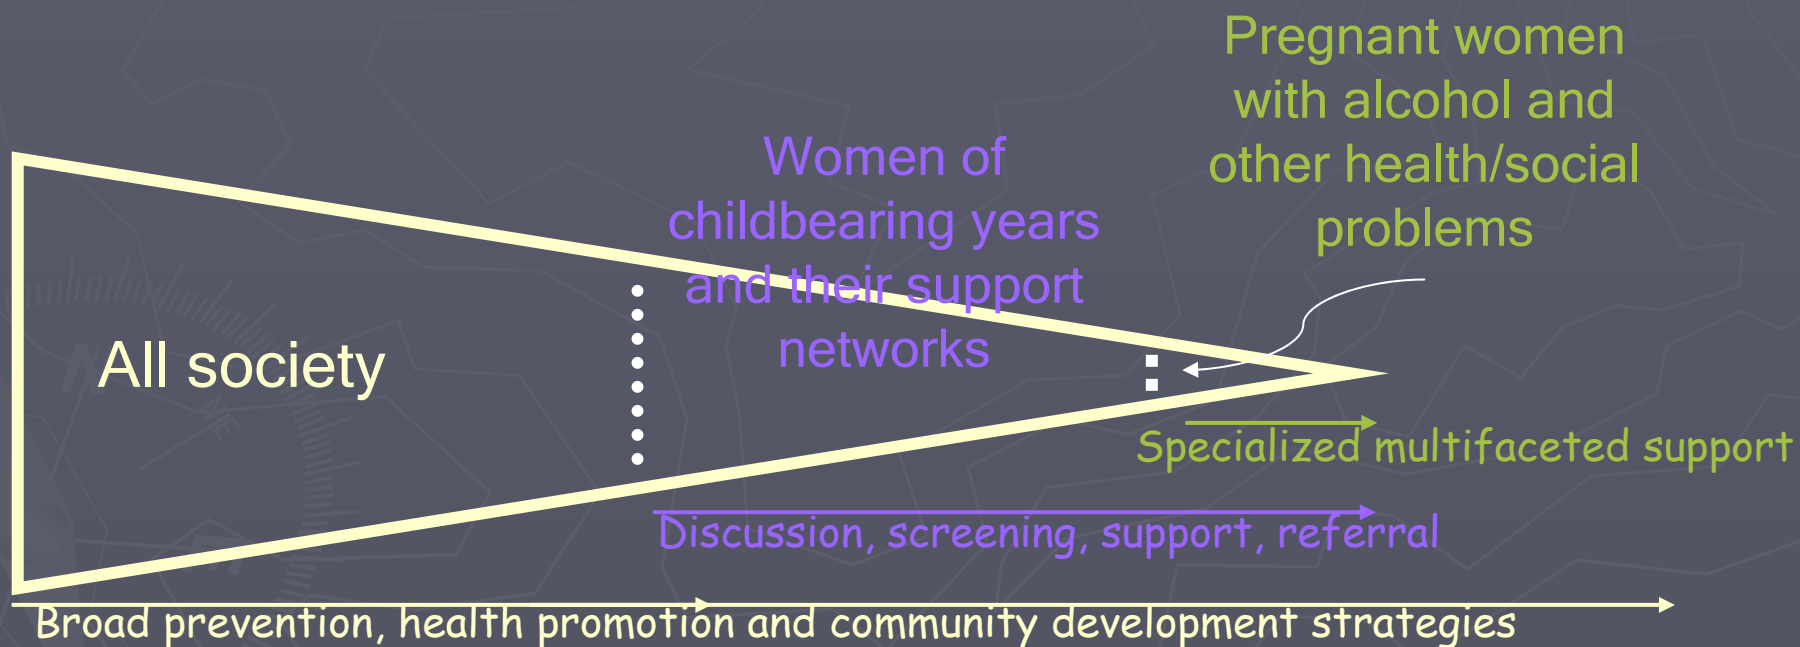 Pregnant women
with alcohol and
other health/social
problems
Women of
childbearing years
and their support
networks
All society
Specialized multifaceted support
Discussion, screening, support, referral
Broad prevention, health promotion and community development strategies